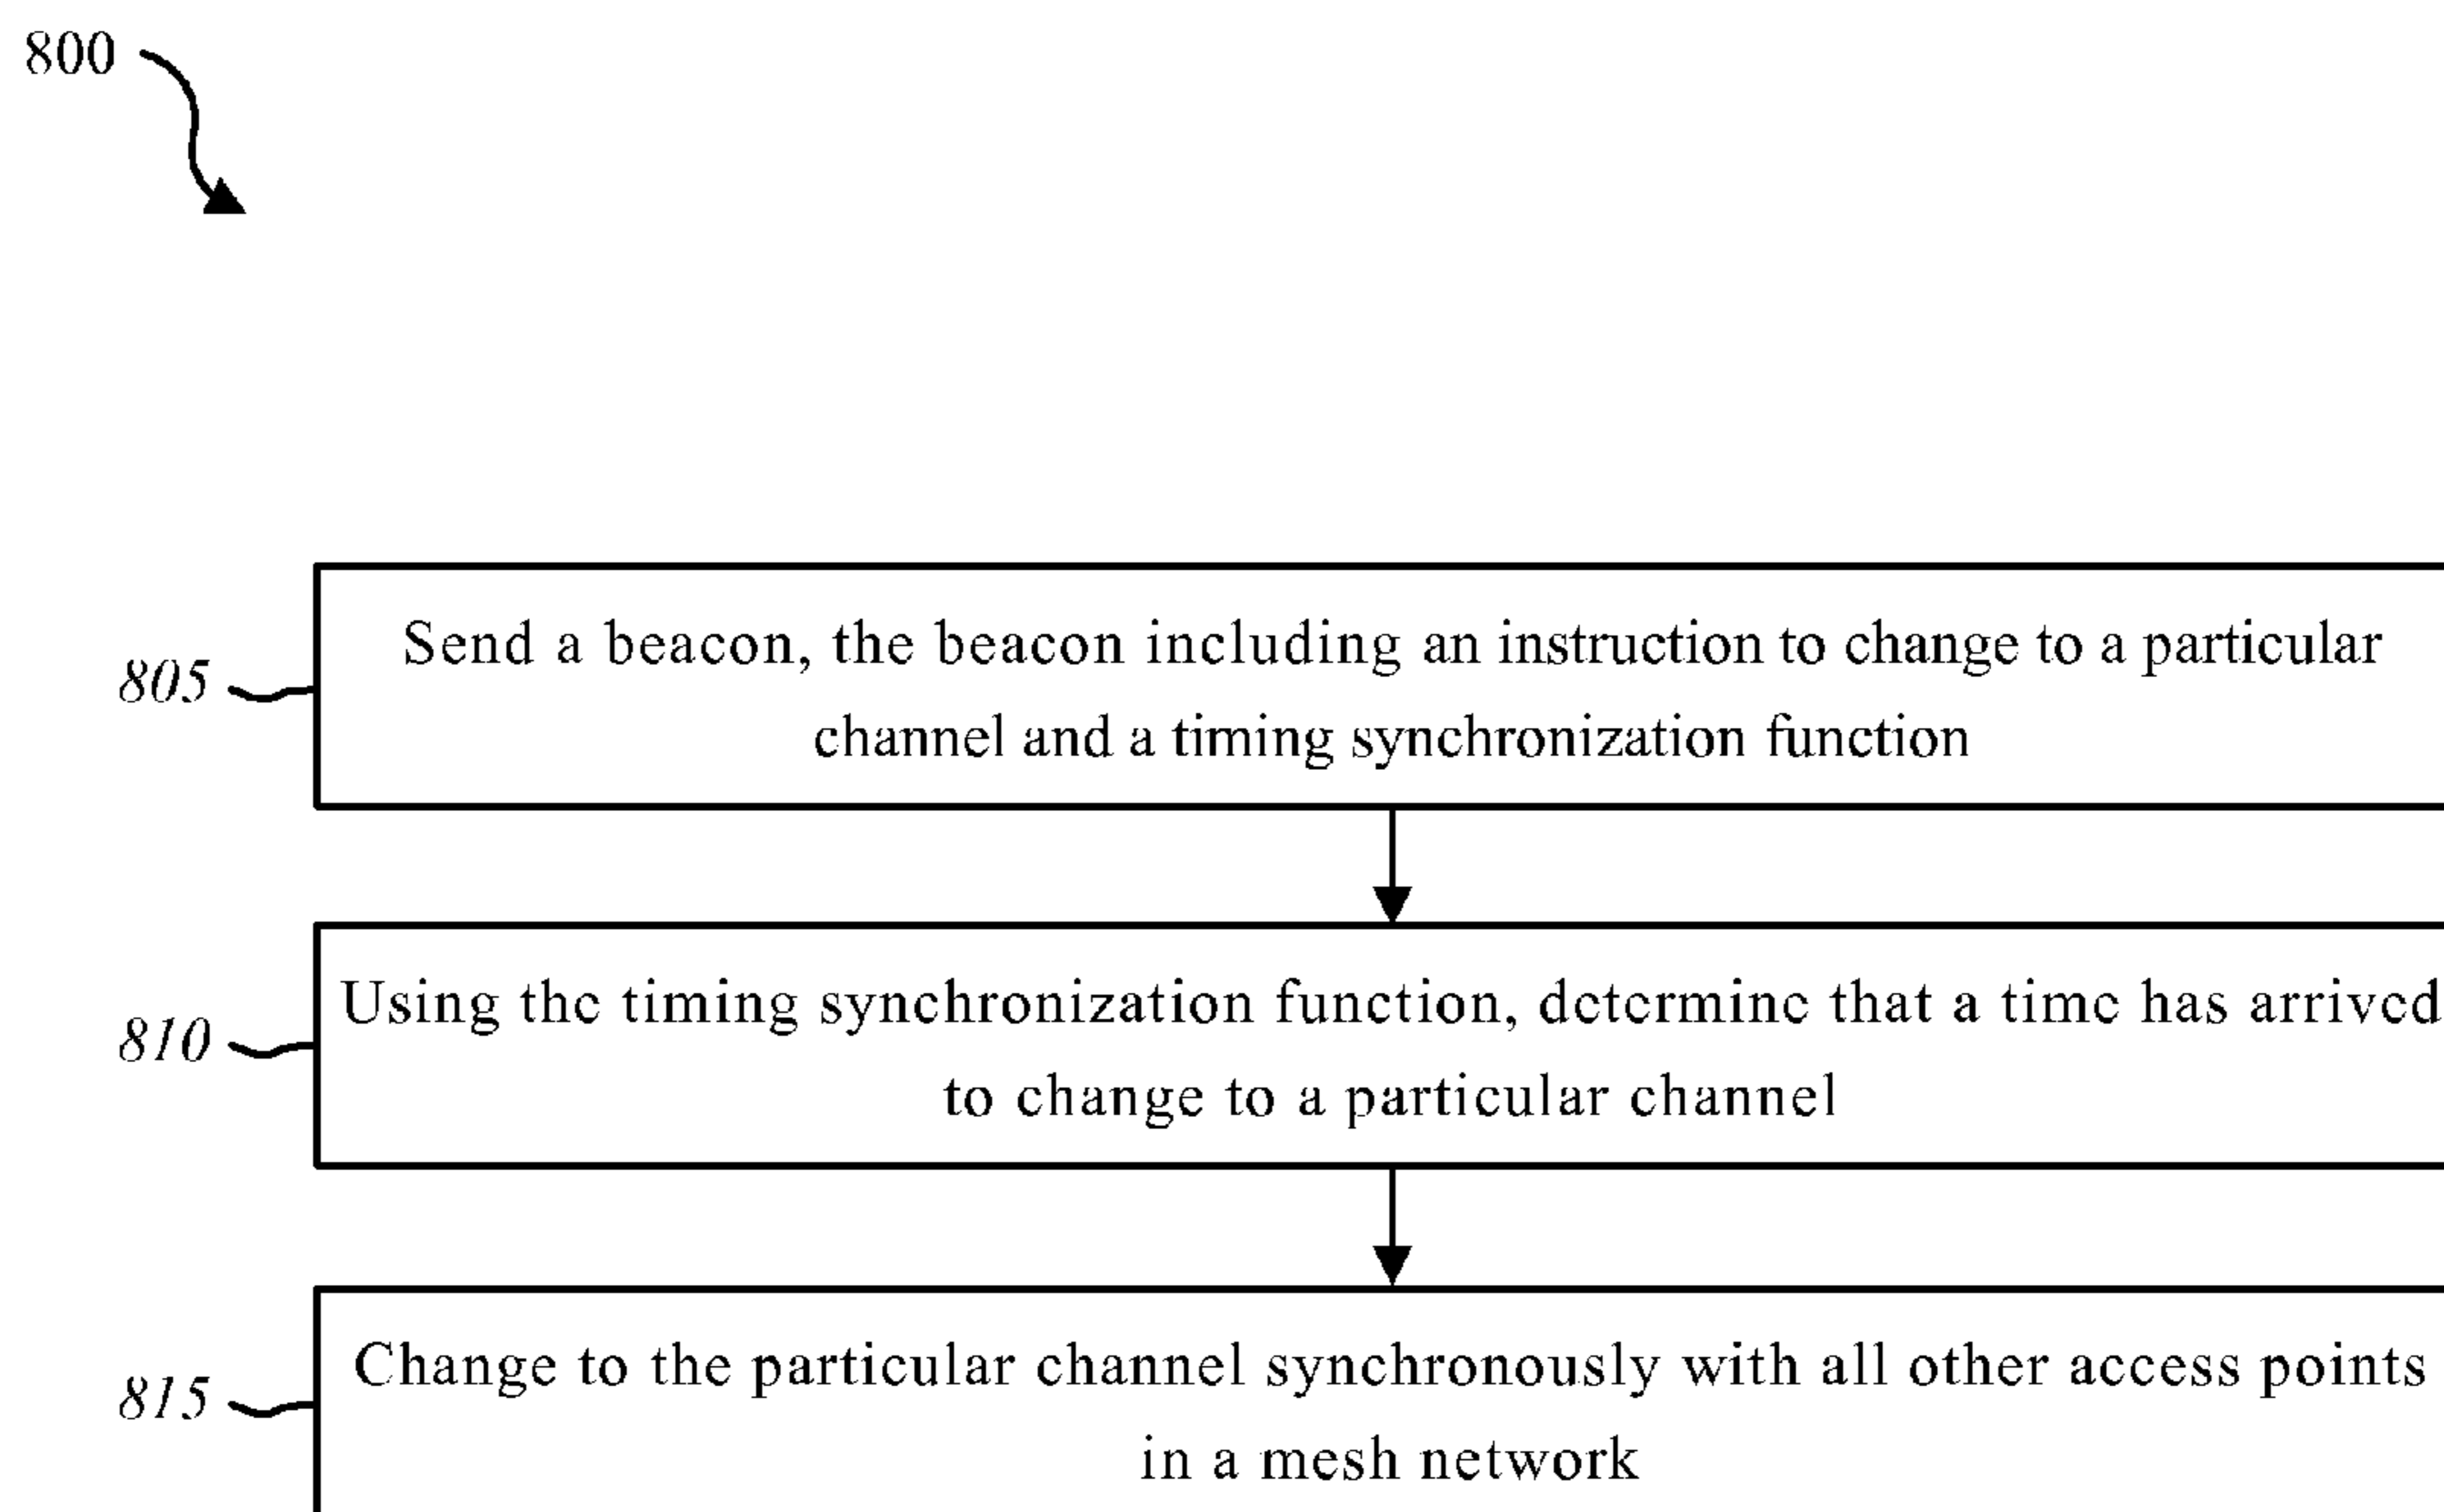 800
Send a beacon, the beacon including an instruction to change to a particular
channel and a timing synchronization function
805
Using the timing synchronization function, determine that a time has arrived
to change to a particular channel
810
Change to the particular channel synchronously with all other access points
in a mesh network
815